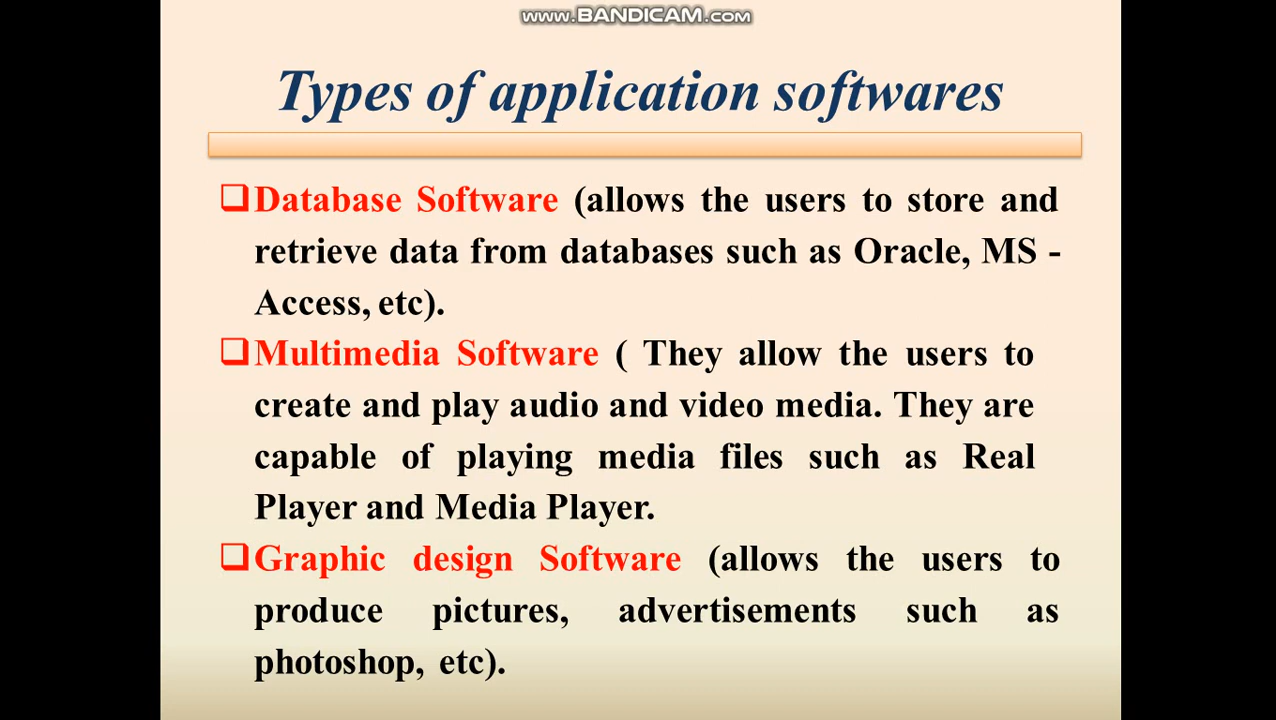 www.BANDICAM.com
Types of application softwares
❑Database Software (allows the users to store and
retrieve data from databases such as Oracle, MS -
Access, etc).
❑Multimedia Software ( They allow the users to
create and play audio and video media. They are
capable of playing media files such as Real
Player and Media Player.
❑Graphic design Software (allows the users to
produce pictures, advertisements such as
photoshop, etc).